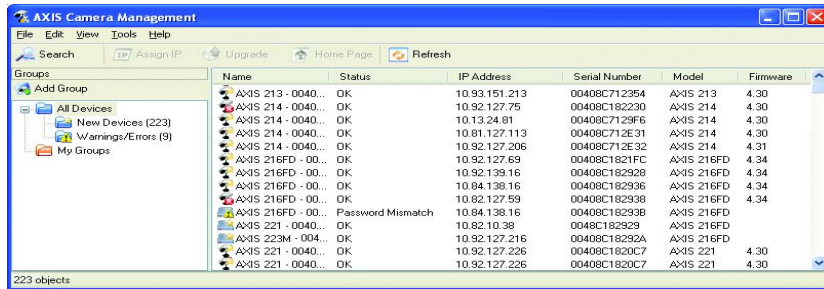 AXIS Camera Management
File Edit View Tools Help
Search Assign IP Upgrade Home Page Refresh
Groups
Add Group
All Devices
New Devices (223)
Warnings/Errors (9)
My Groups
Name Status IP Address Serial Number Model Firmware
AXIS 213 - 0040... OK 10.93.151.213 00408C712354 AXIS 213 4.30
AXIS 214 - 0040... OK 10.92.127.75 00408C182230 AXIS 214 4.30
AXIS 214 - 0040... OK 10.13.24.81 00408C7129F6 AXIS 214 4.30
AXIS 214 - 0040... OK 10.81.127.113 00408C712E31 AXIS 214 4.30
AXIS 214 - 0040... OK 10.92.127.206 00408C712E32 AXIS 214 4.31
AXIS 216FD - 00... OK 10.92.127.69 00408C1821FC AXIS 216FD 4.34
AXIS 216FD - 00... OK 10.92.139.16 00408C182928 AXIS 216FD 4.34
AXIS 216FD - 00... OK 10.84.138.16 00408C182936 AXIS 216FD 4.34
AXIS 216FD - 00... OK 10.82.127.59 00408C182938 AXIS 216FD 4.34
AXIS 216FD - 00... Password Mismatch 10.84.138.16 00408C18293B AXIS 216FD
AXIS 221 - 0040... OK 10.82.10.38 0048C182929 AXIS 216FD
AXIS 223M - 004... OK 10.92.127.216 00408C18292A AXIS 216FD
AXIS 221 - 0040... OK 10.92.127.226 00408C1820C7 AXIS 221 4.30
AXIS 221 - 0040... OK 10.92.127.226 00408C1820C7 AXIS 221 4.30
223 objects